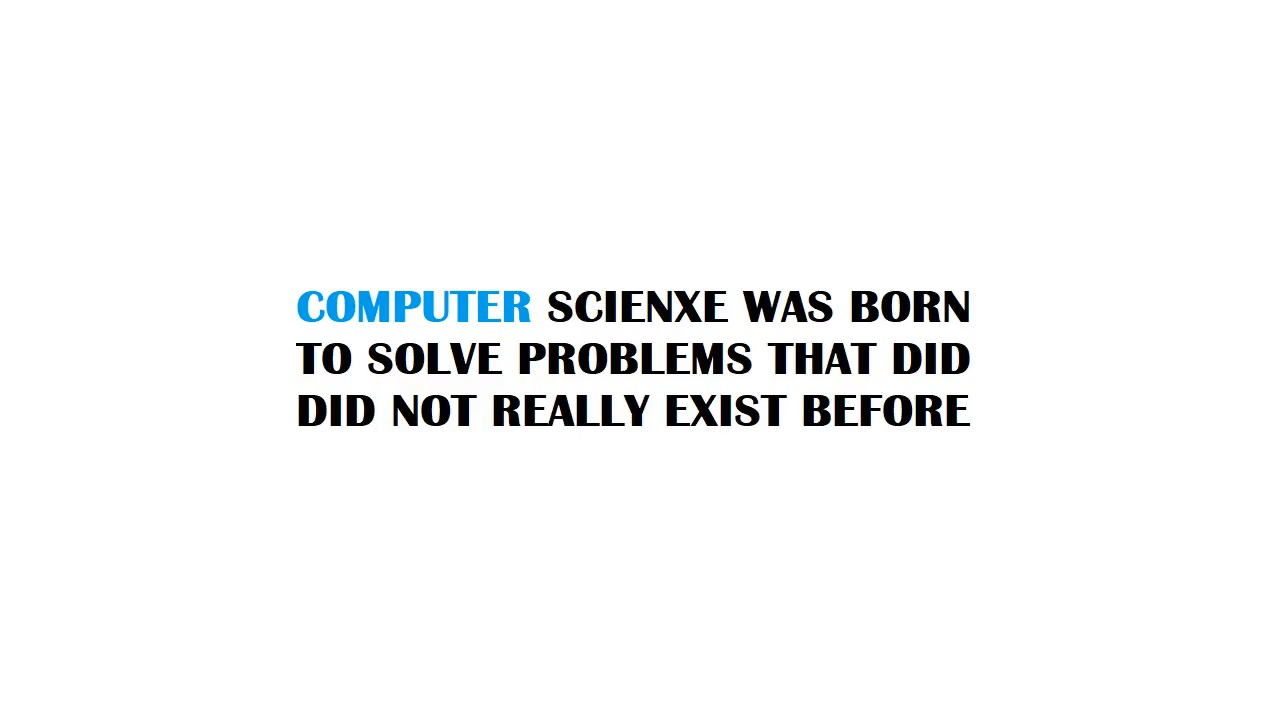 COMPUTER SCIENXE WAS BORN
TO SOLVE PROBLEMS THAT DID
DID NOT REALLY EXIST BEFORE